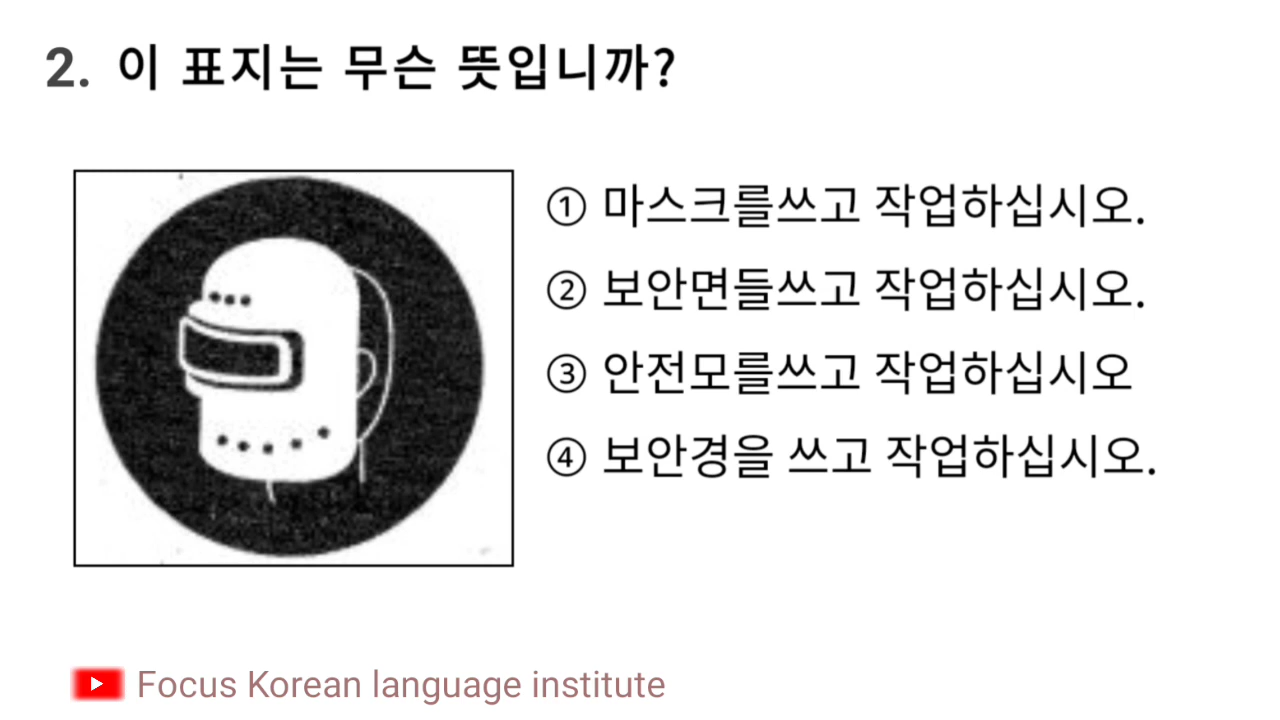 2. 이 표지는 무슨 뜻입니까?
① 마스크를쓰고 작업하십시오.
② 보안면들쓰고 작업하십시오.
③ 안전모를쓰고 작업하십시오
④ 보안경을 쓰고 작업하십시오.
Focus Korean language institute